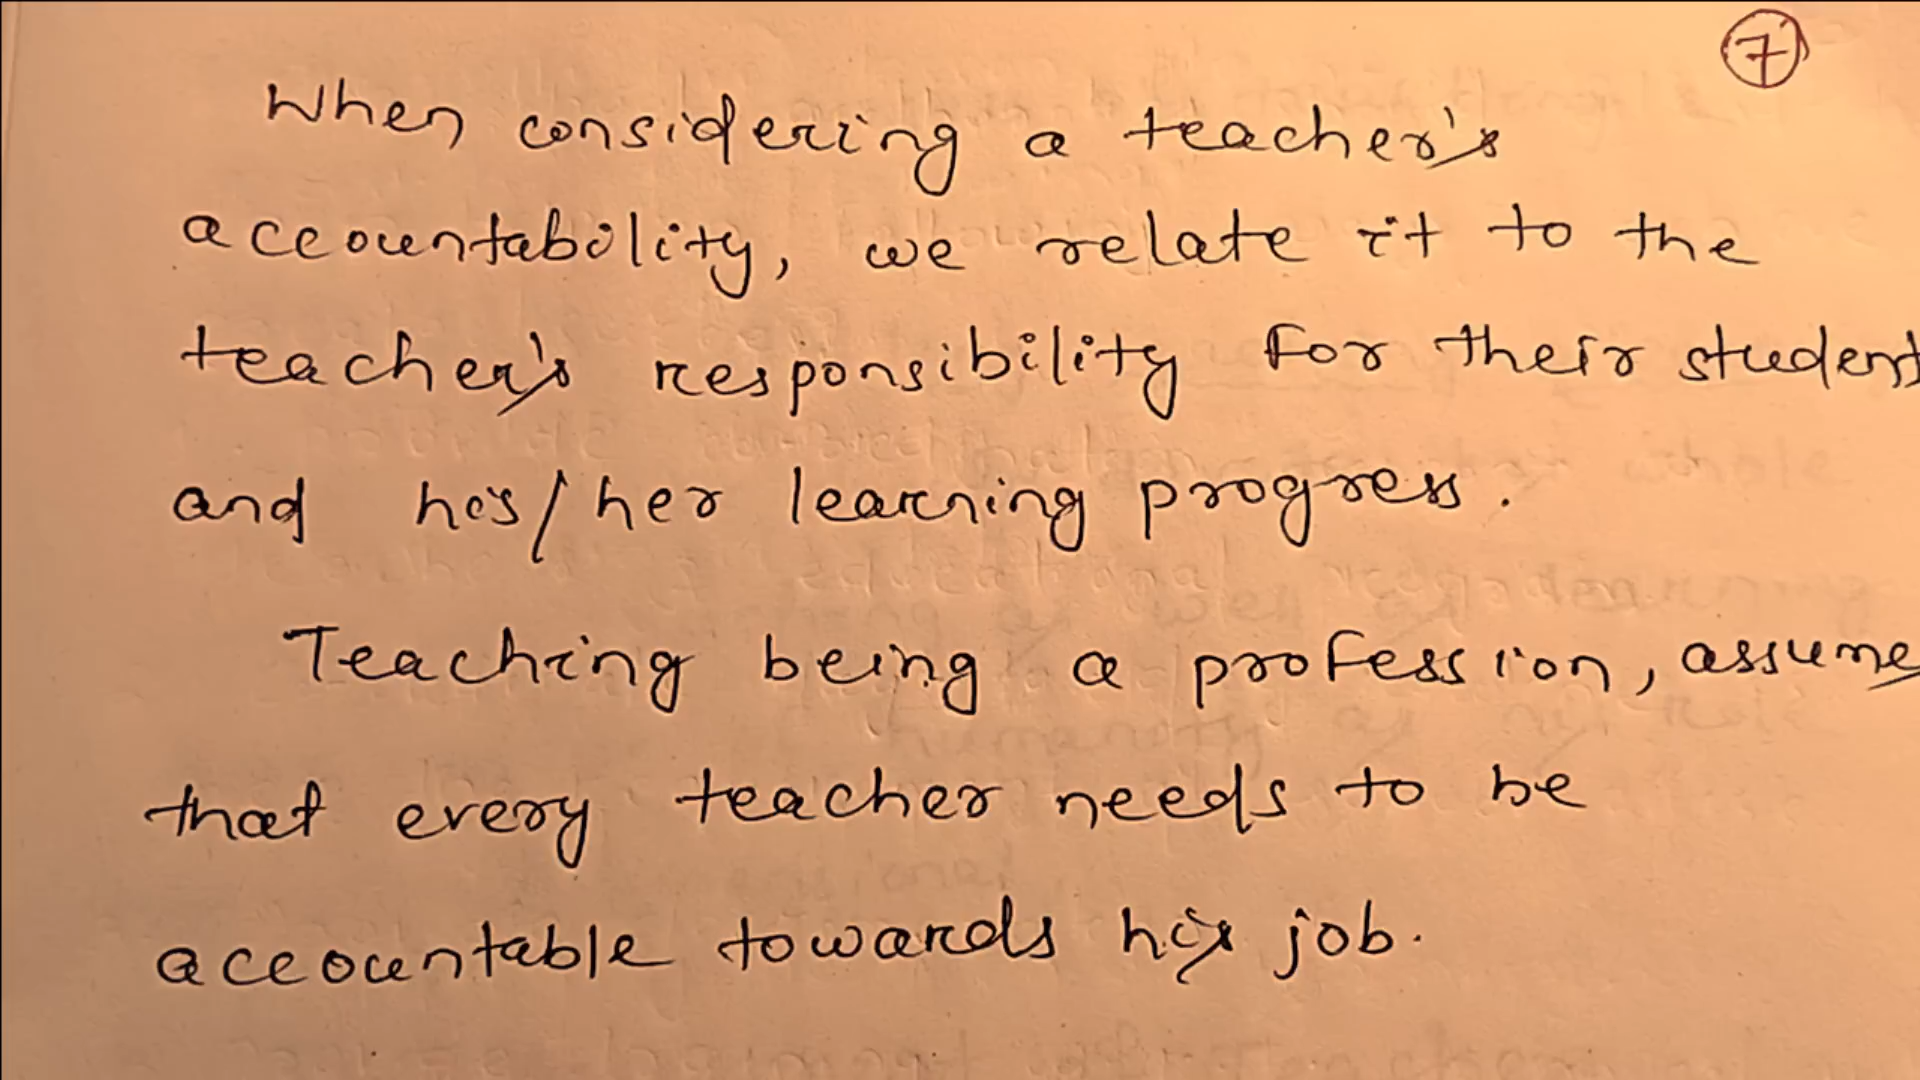 7
When considering a teacher's
accountability, we relate it to the
teacher's responsibility for their student
and his/her learning progress.
Teaching being a profession, assume
that every teacher needs to be
accountable towards his job.